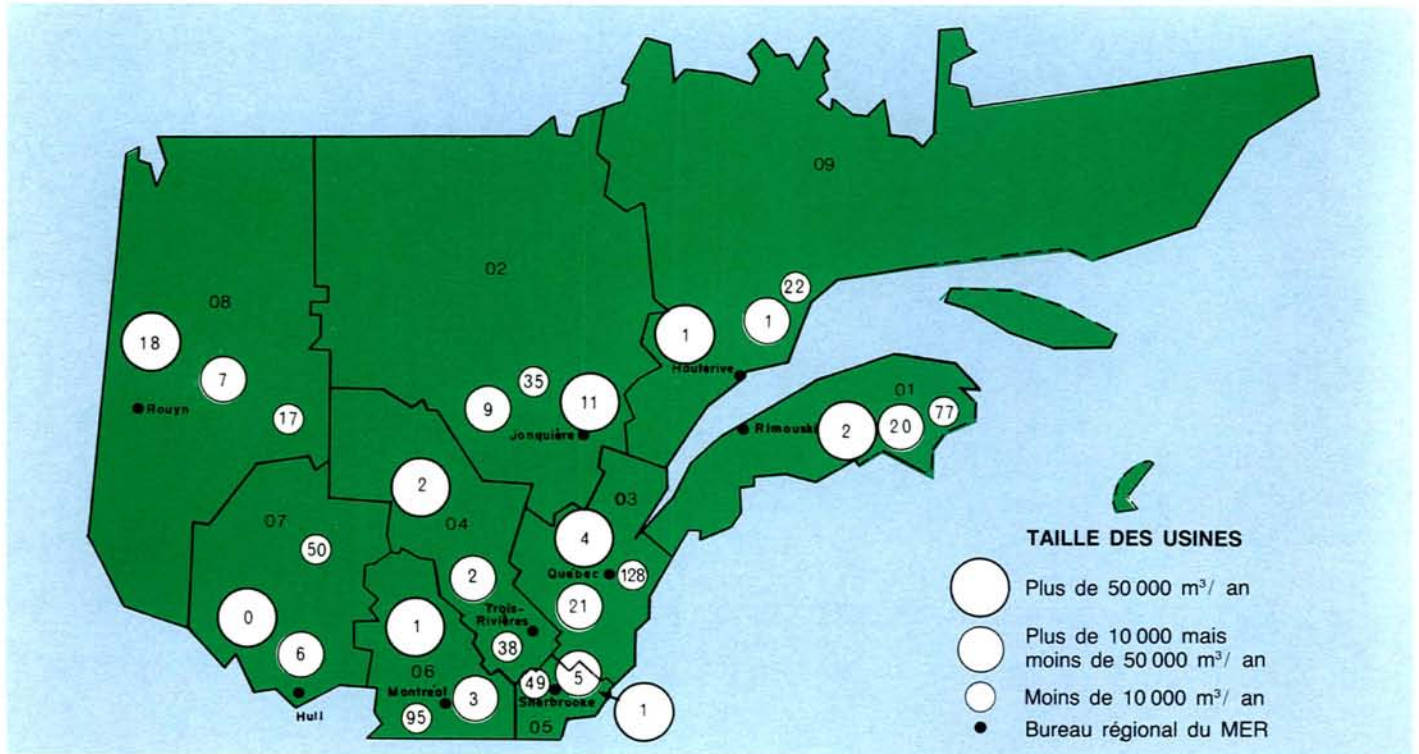 09
02
08
22
1
1
18
Hauterive
7
35
01
9
11
77
Rouyn
17
Jonquière
Rimouski
2
20
2
03
04
07
4
50
2
Québec
128
21
0
1
Trois-
Rivières
6
38
06
5
49
Montréal
3
Sherbrooke
Hull
95
05
1
TAILLE DES USINES
Plus de 50 000 m³/ an
Plus de 10 000 mais
moins de 50 000 m³/ an
Moins de 10 000 m³/ an
Bureau régional du MER